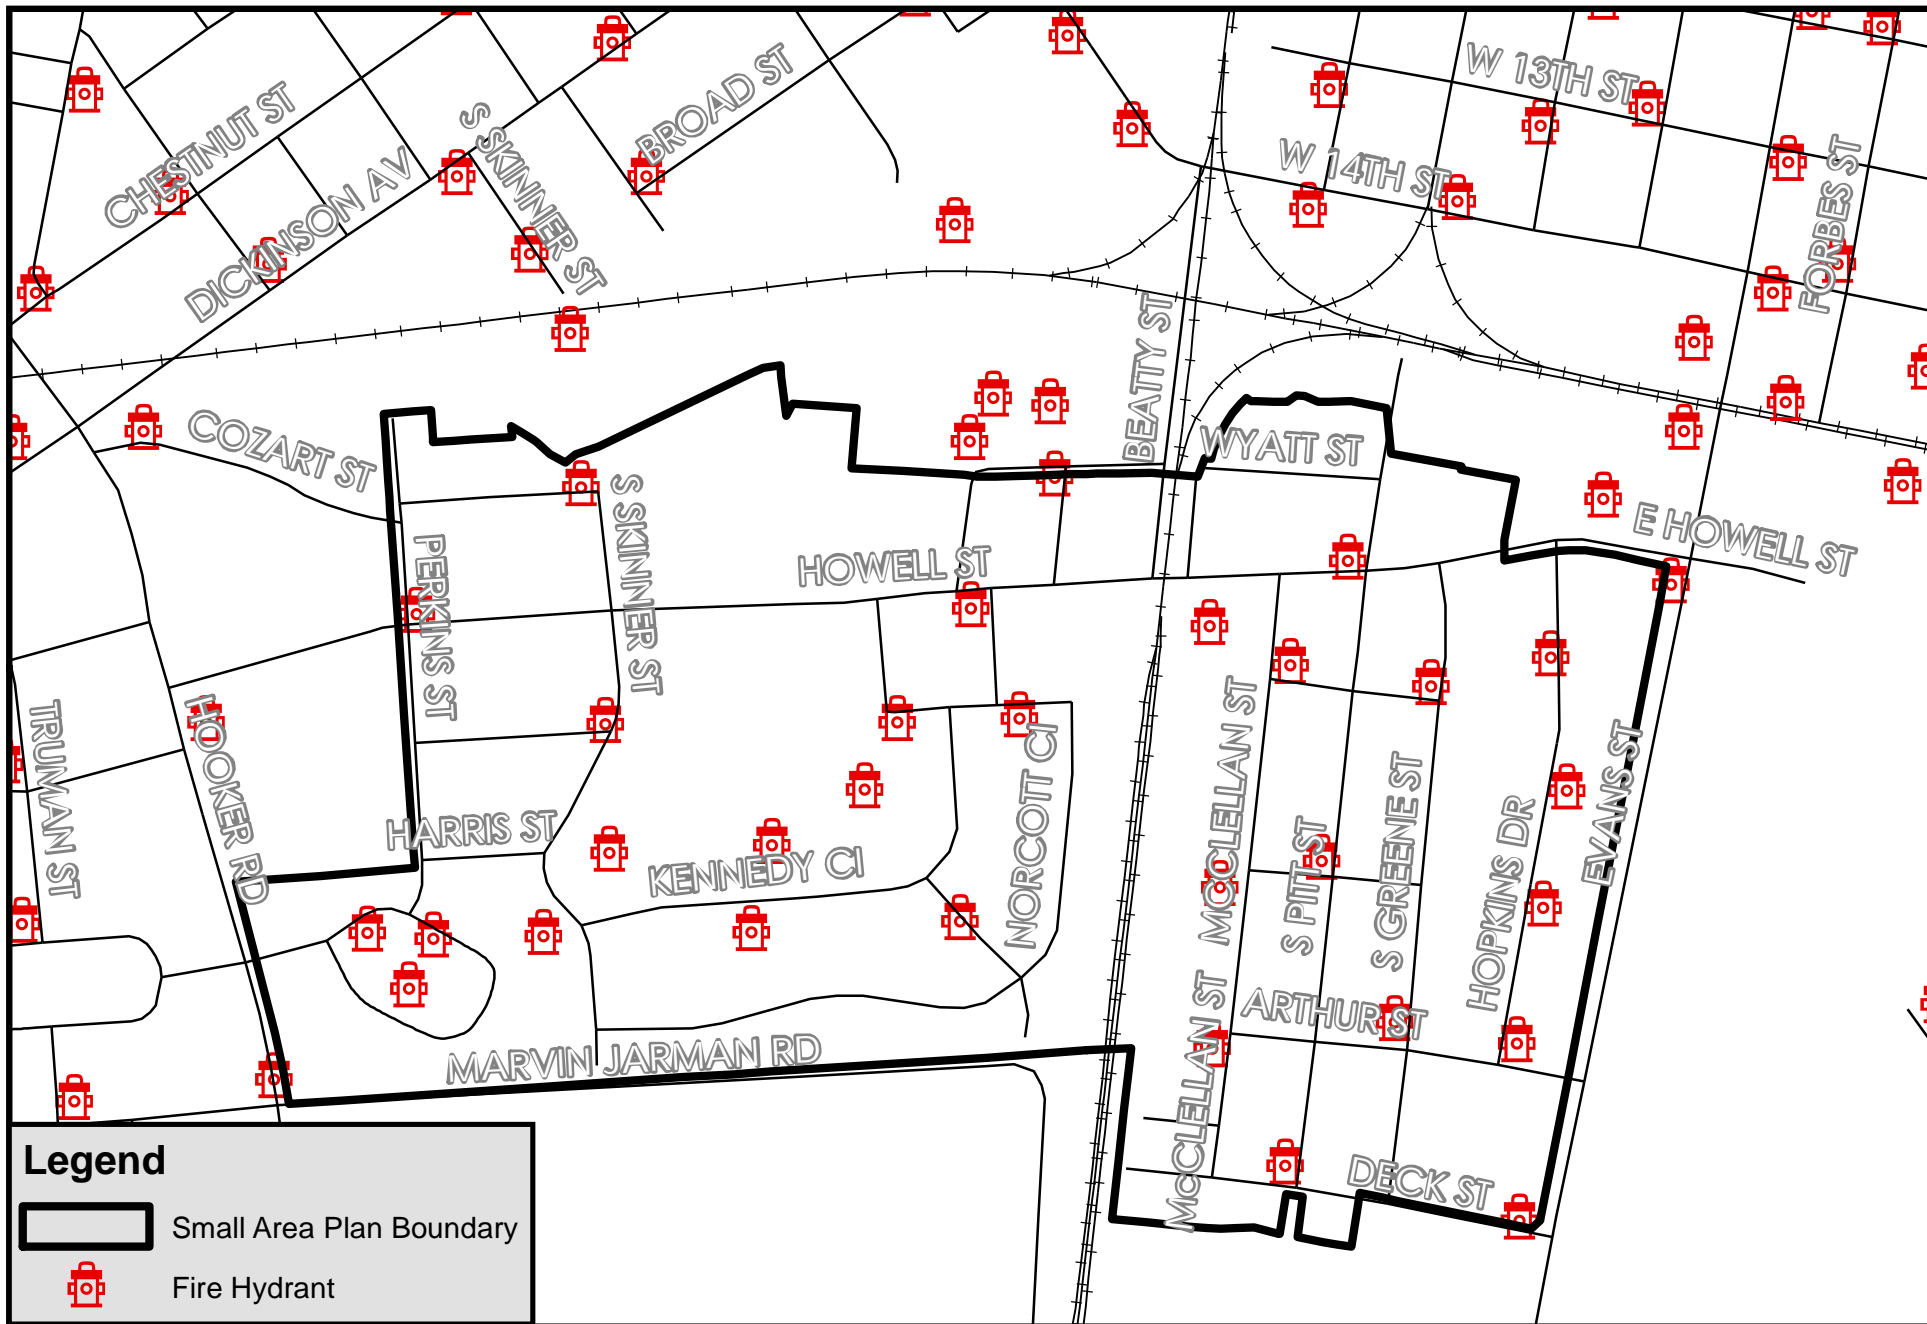 W 13TH ST
BROAD ST
CHESTNUT ST
S SKINNER ST
DICKINSON AV
W 14TH ST
FORBES ST
BEATTY ST
COZART ST
WYATT ST
S SKINNER ST
PERKINS ST
HOWELL ST
E HOWELL ST
TRUMAN ST
HOOKER RD
HARRIS ST
KENNEDY CI
NORCOTT CI
MCCLELLAN ST
S PITT ST
S GREENE ST
HOPKINS DR
EVANS ST
MARVIN JARMAN RD
McCLELLAN ST
ARTHUR ST
DECK ST
Legend
Small Area Plan Boundary
Fire Hydrant